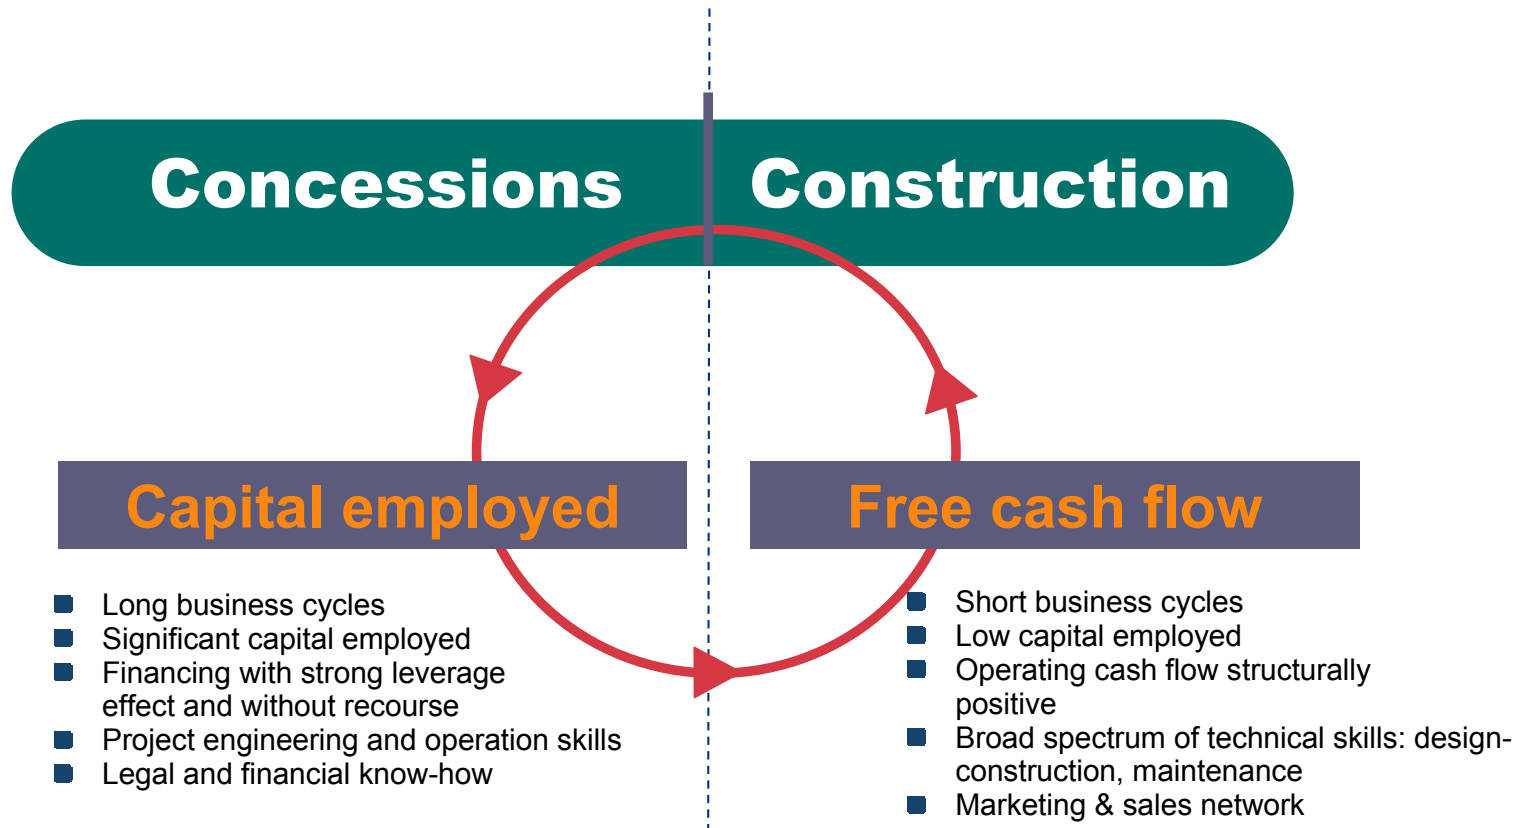 Concessions
Construction
Capital employed
Free cash flow
Long business cycles
Significant capital employed
Financing with strong leverage
effect and without recourse
Project engineering and operation skills
Legal and financial know-how
Short business cycles
Low capital employed
Operating cash flow structurally
positive
Broad spectrum of technical skills: design-
construction, maintenance
Marketing & sales network